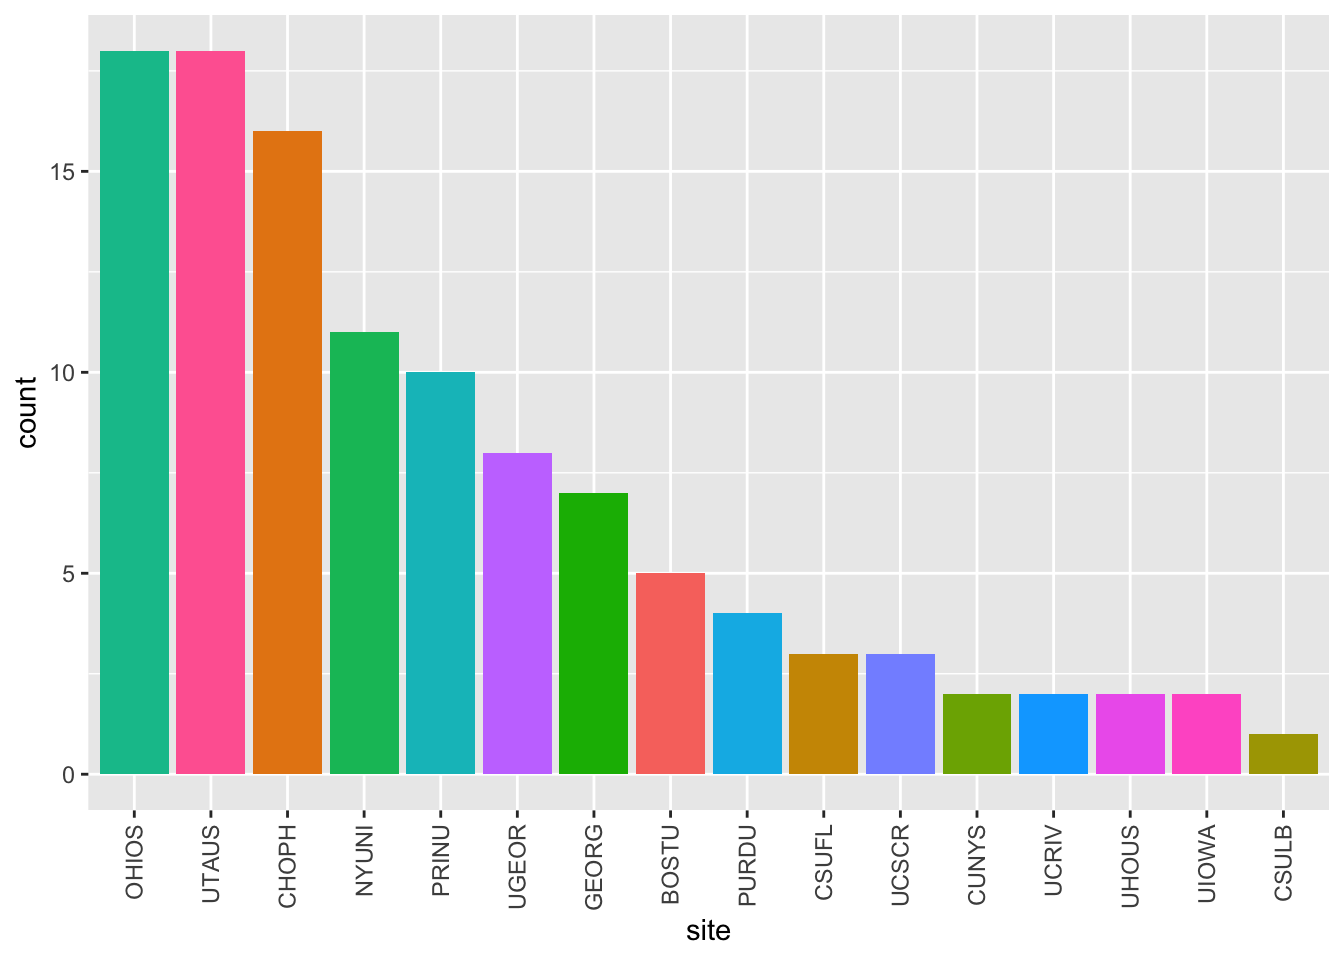 15
10
5
0
count
OHIOS
UTAUS
CHOPH
NYUNI
PRINU
UGEOR
GEORG
BOSTU
PURDU
CSUFL
UCSCR
CUNYS
UCRIV
UHOUS
UIOWA
CSULB
site